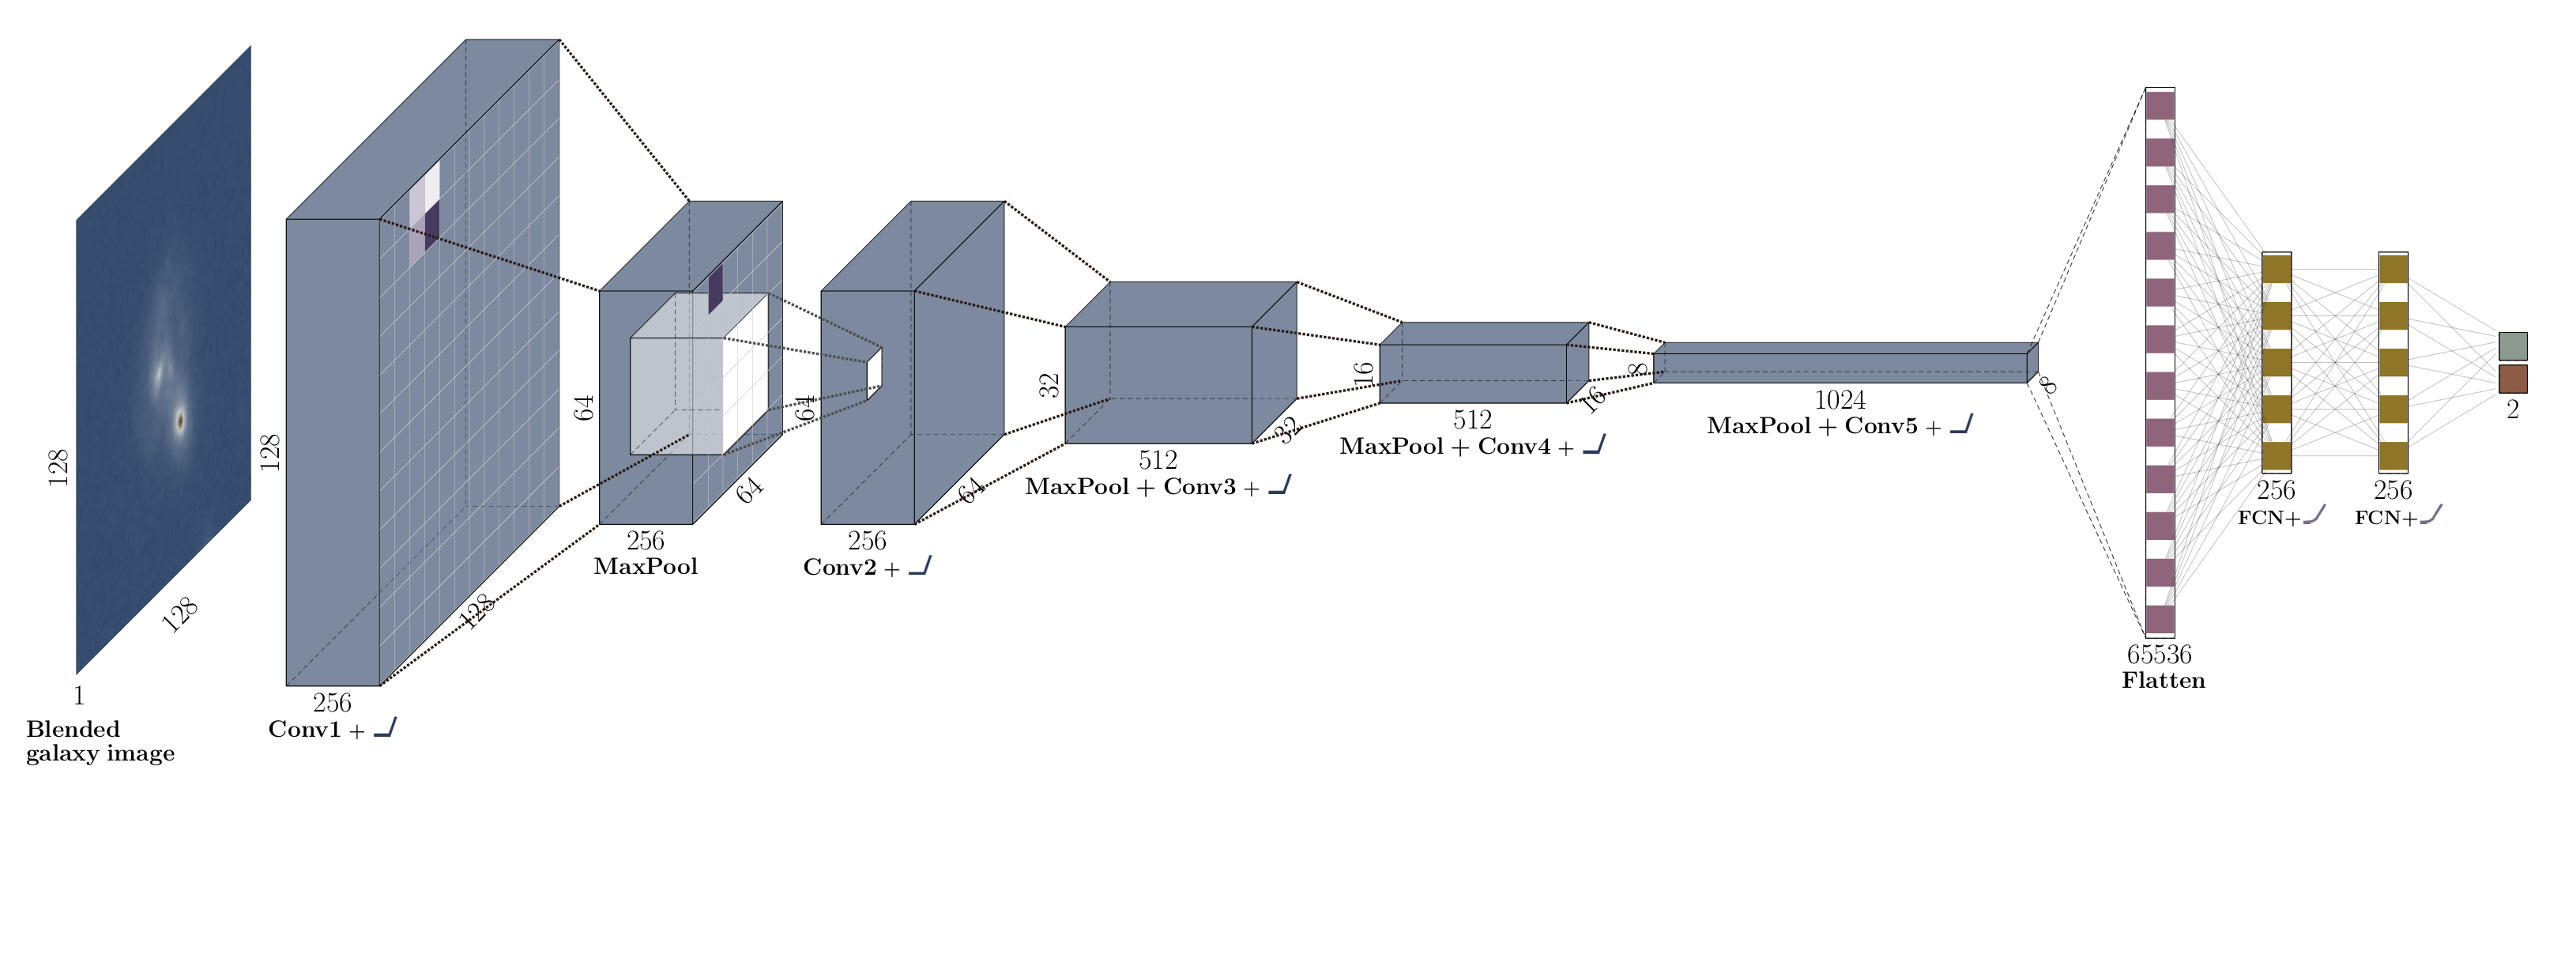 128
128
1
Blended
galaxy image
128
128
256
Conv1 +
64
64
256
MaxPool
64
64
256
Conv2 +
32
32
512
MaxPool + Conv3 +
16
16
512
MaxPool + Conv4 +
8
8
1024
MaxPool + Conv5 +
65536
Flatten
256
FCN+
256
FCN+
2